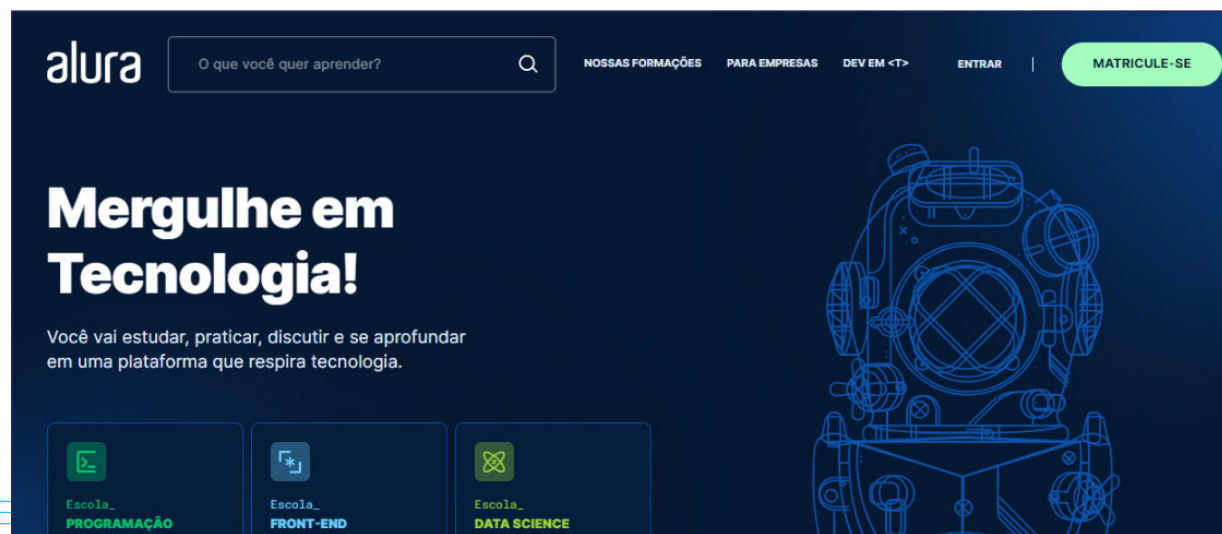 alura
O que você quer aprender?
NOSSAS FORMAÇÕES
PARA EMPRESAS
DEV EM <T>
ENTRAR
MATRICULE-SE
Mergulhe em
Tecnologia!
Você vai estudar, praticar, discutir e se aprofundar
em uma plataforma que respira tecnologia.
Escola_
PROGRAMAÇÃO
Escola_
FRONT-END
Escola_
DATA SCIENCE